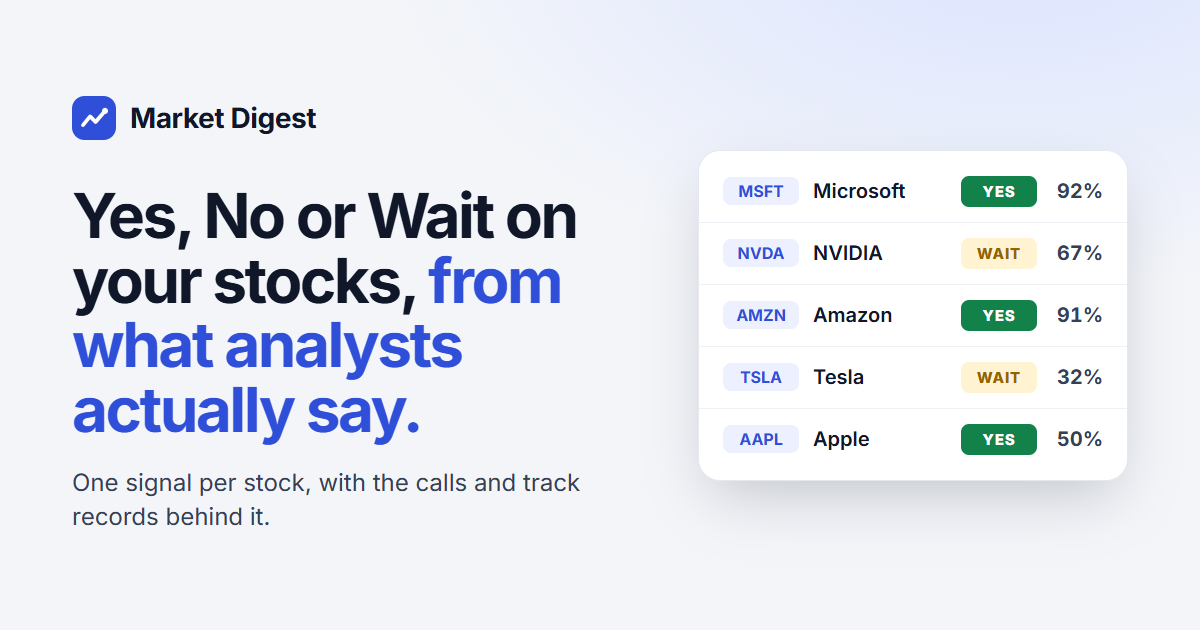 Market Digest
Yes, No or Wait on
your stocks, from
what analysts
actually say.
One signal per stock, with the calls and track
records behind it.
MSFT Microsoft YES 92%
NVDA NVIDIA WAIT 67%
AMZN Amazon YES 91%
TSLA Tesla WAIT 32%
AAPL Apple YES 50%